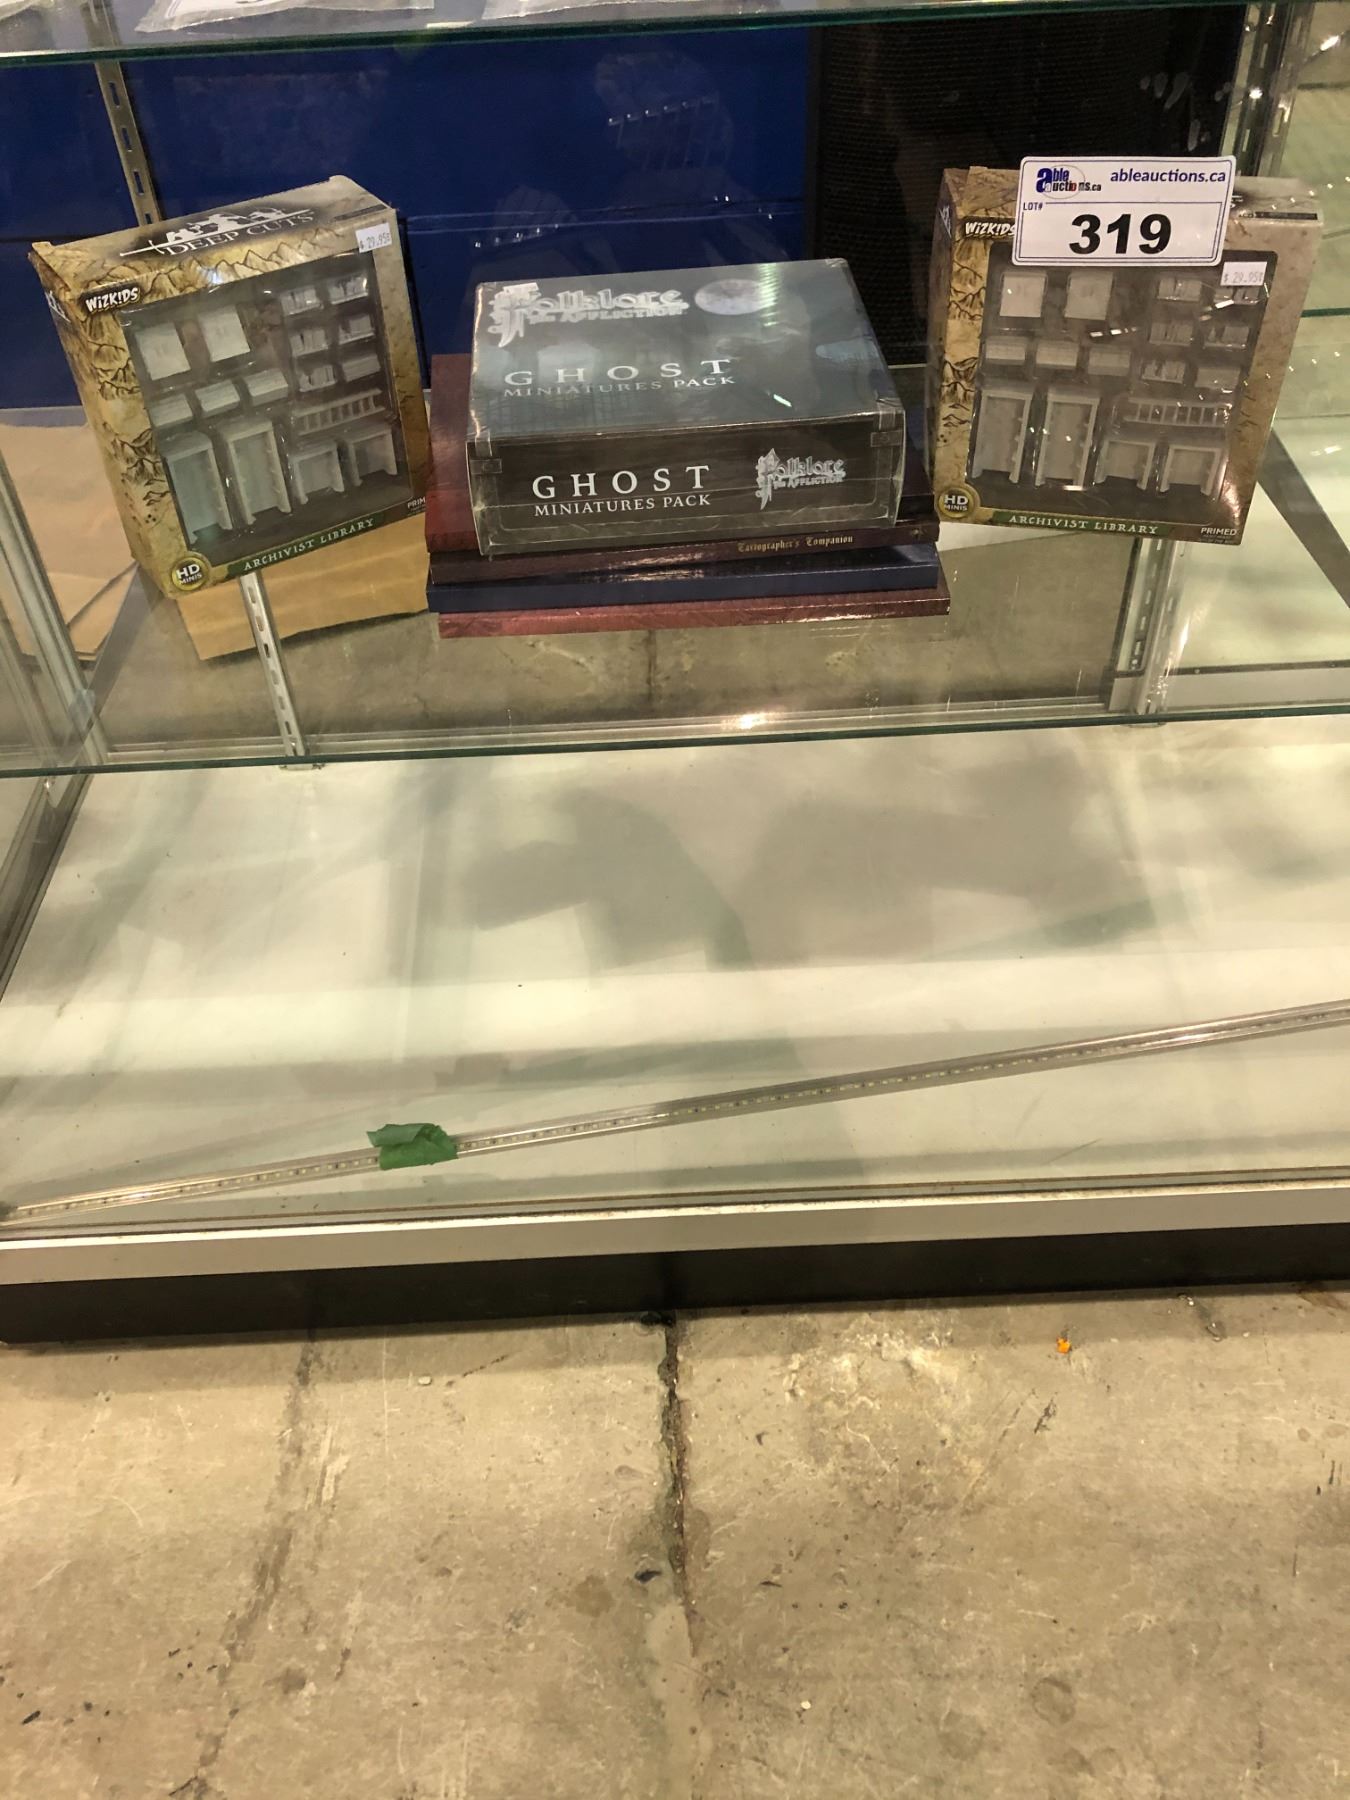 DEEP CUTS
$ 29.95
WIZKIDS
HD
MINIS
ARCHIVIST LIBRARY
Folklore
THE AFFLICTION
GHOST
MINIATURES PACK
GHOST
MINIATURES PACK
Folklore
THE AFFLICTION
Cartographer's Companion
able
auctions.ca
ableauctions.ca
LOT#
319
WIZKIDS
$ 29.95
HD
MINIS
ARCHIVIST LIBRARY
PRIMED